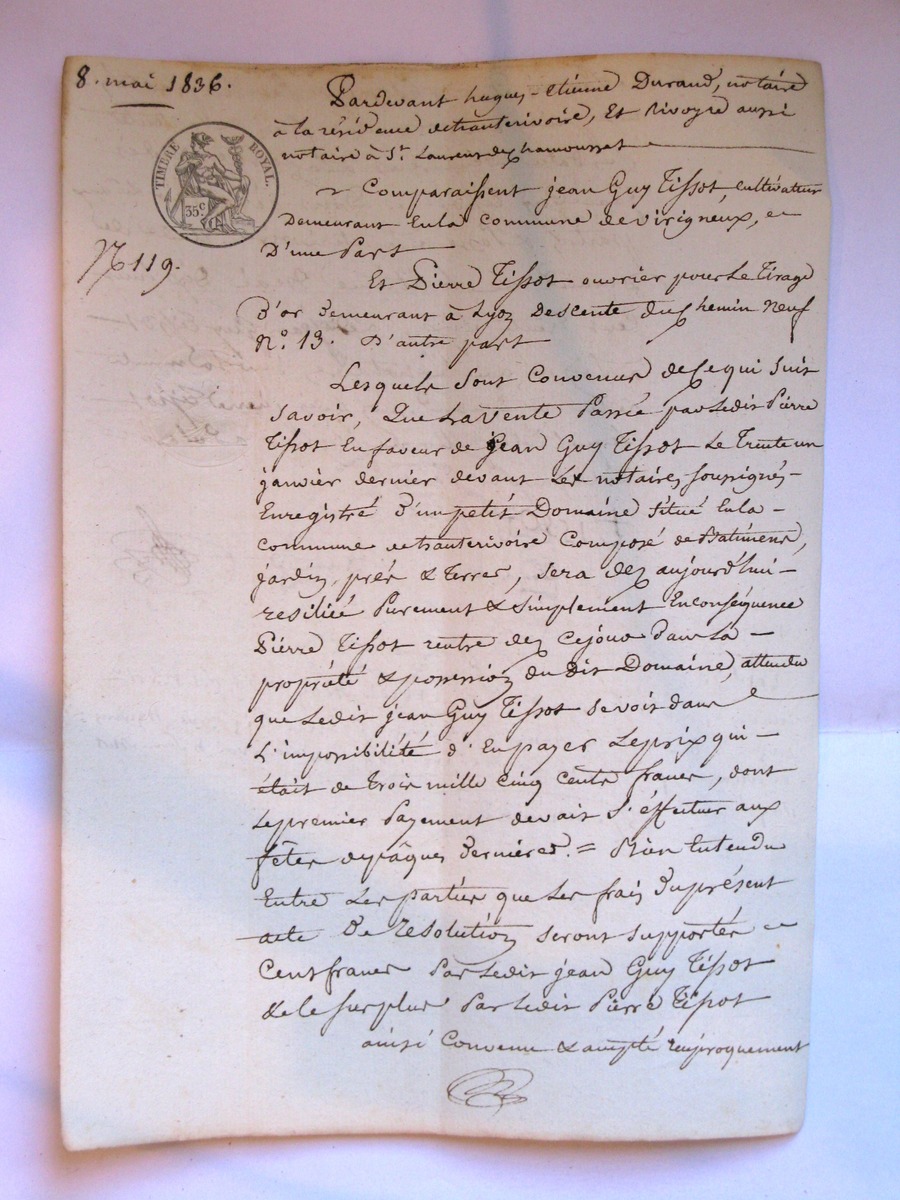 8. mai 1836.
TIMBRE ROYAL.
35c
N° 119.
Pardevant hugues-etienne Durand, notaire
à la résidence de hauterivoire, Et Rivoyre aussi
notaire à St. Laurent de chamousset
Comparaissent jean Guy Tissot, cultivateur
Demeurant En la Commune de Virigneux,
D'une Part
Et Pierre Tissot ouvrier pour Le Tirage
D'or Demeurant à Lyon Descente du chemin Neuf
N°. 13. D'autre part
Lesquels sont Convenus de Ce qui suit
savoir, Que La Vente Passée par Ledit Pierre
Tissot En faveur de jean Guy Tissot Le Trente un
janvier dernier devant Les notaires soussignés-
Enregistré D'un petit Domaine situé En la-
commune de hauterivoire Composé de Batimens,
jardin, prés & Terres, sera dez aujourd'hui-
resiliée Purement & simplement En conséquence
Pierre Tissot rentre dez Ce jour Dans La-
propriété & possession du dit Domaine, attendu
que Ledit jean Guy Tissot se voit dans
L'impossibilité d'En payer Le prix qui-
était de Trois mille cinq cents francs, dont
Le premier Payement devait s'éffectuer aux
fêtes de pâques Dernières. = Bien Entendu
Entre Les parties que Les frais Du présent
acte De résolution seront supportés
Cent francs Par Ledit jean Guy Tissot
& le surplus Par Ledit Pierre Tissot
ainsi Convenu & accepté réciproquement